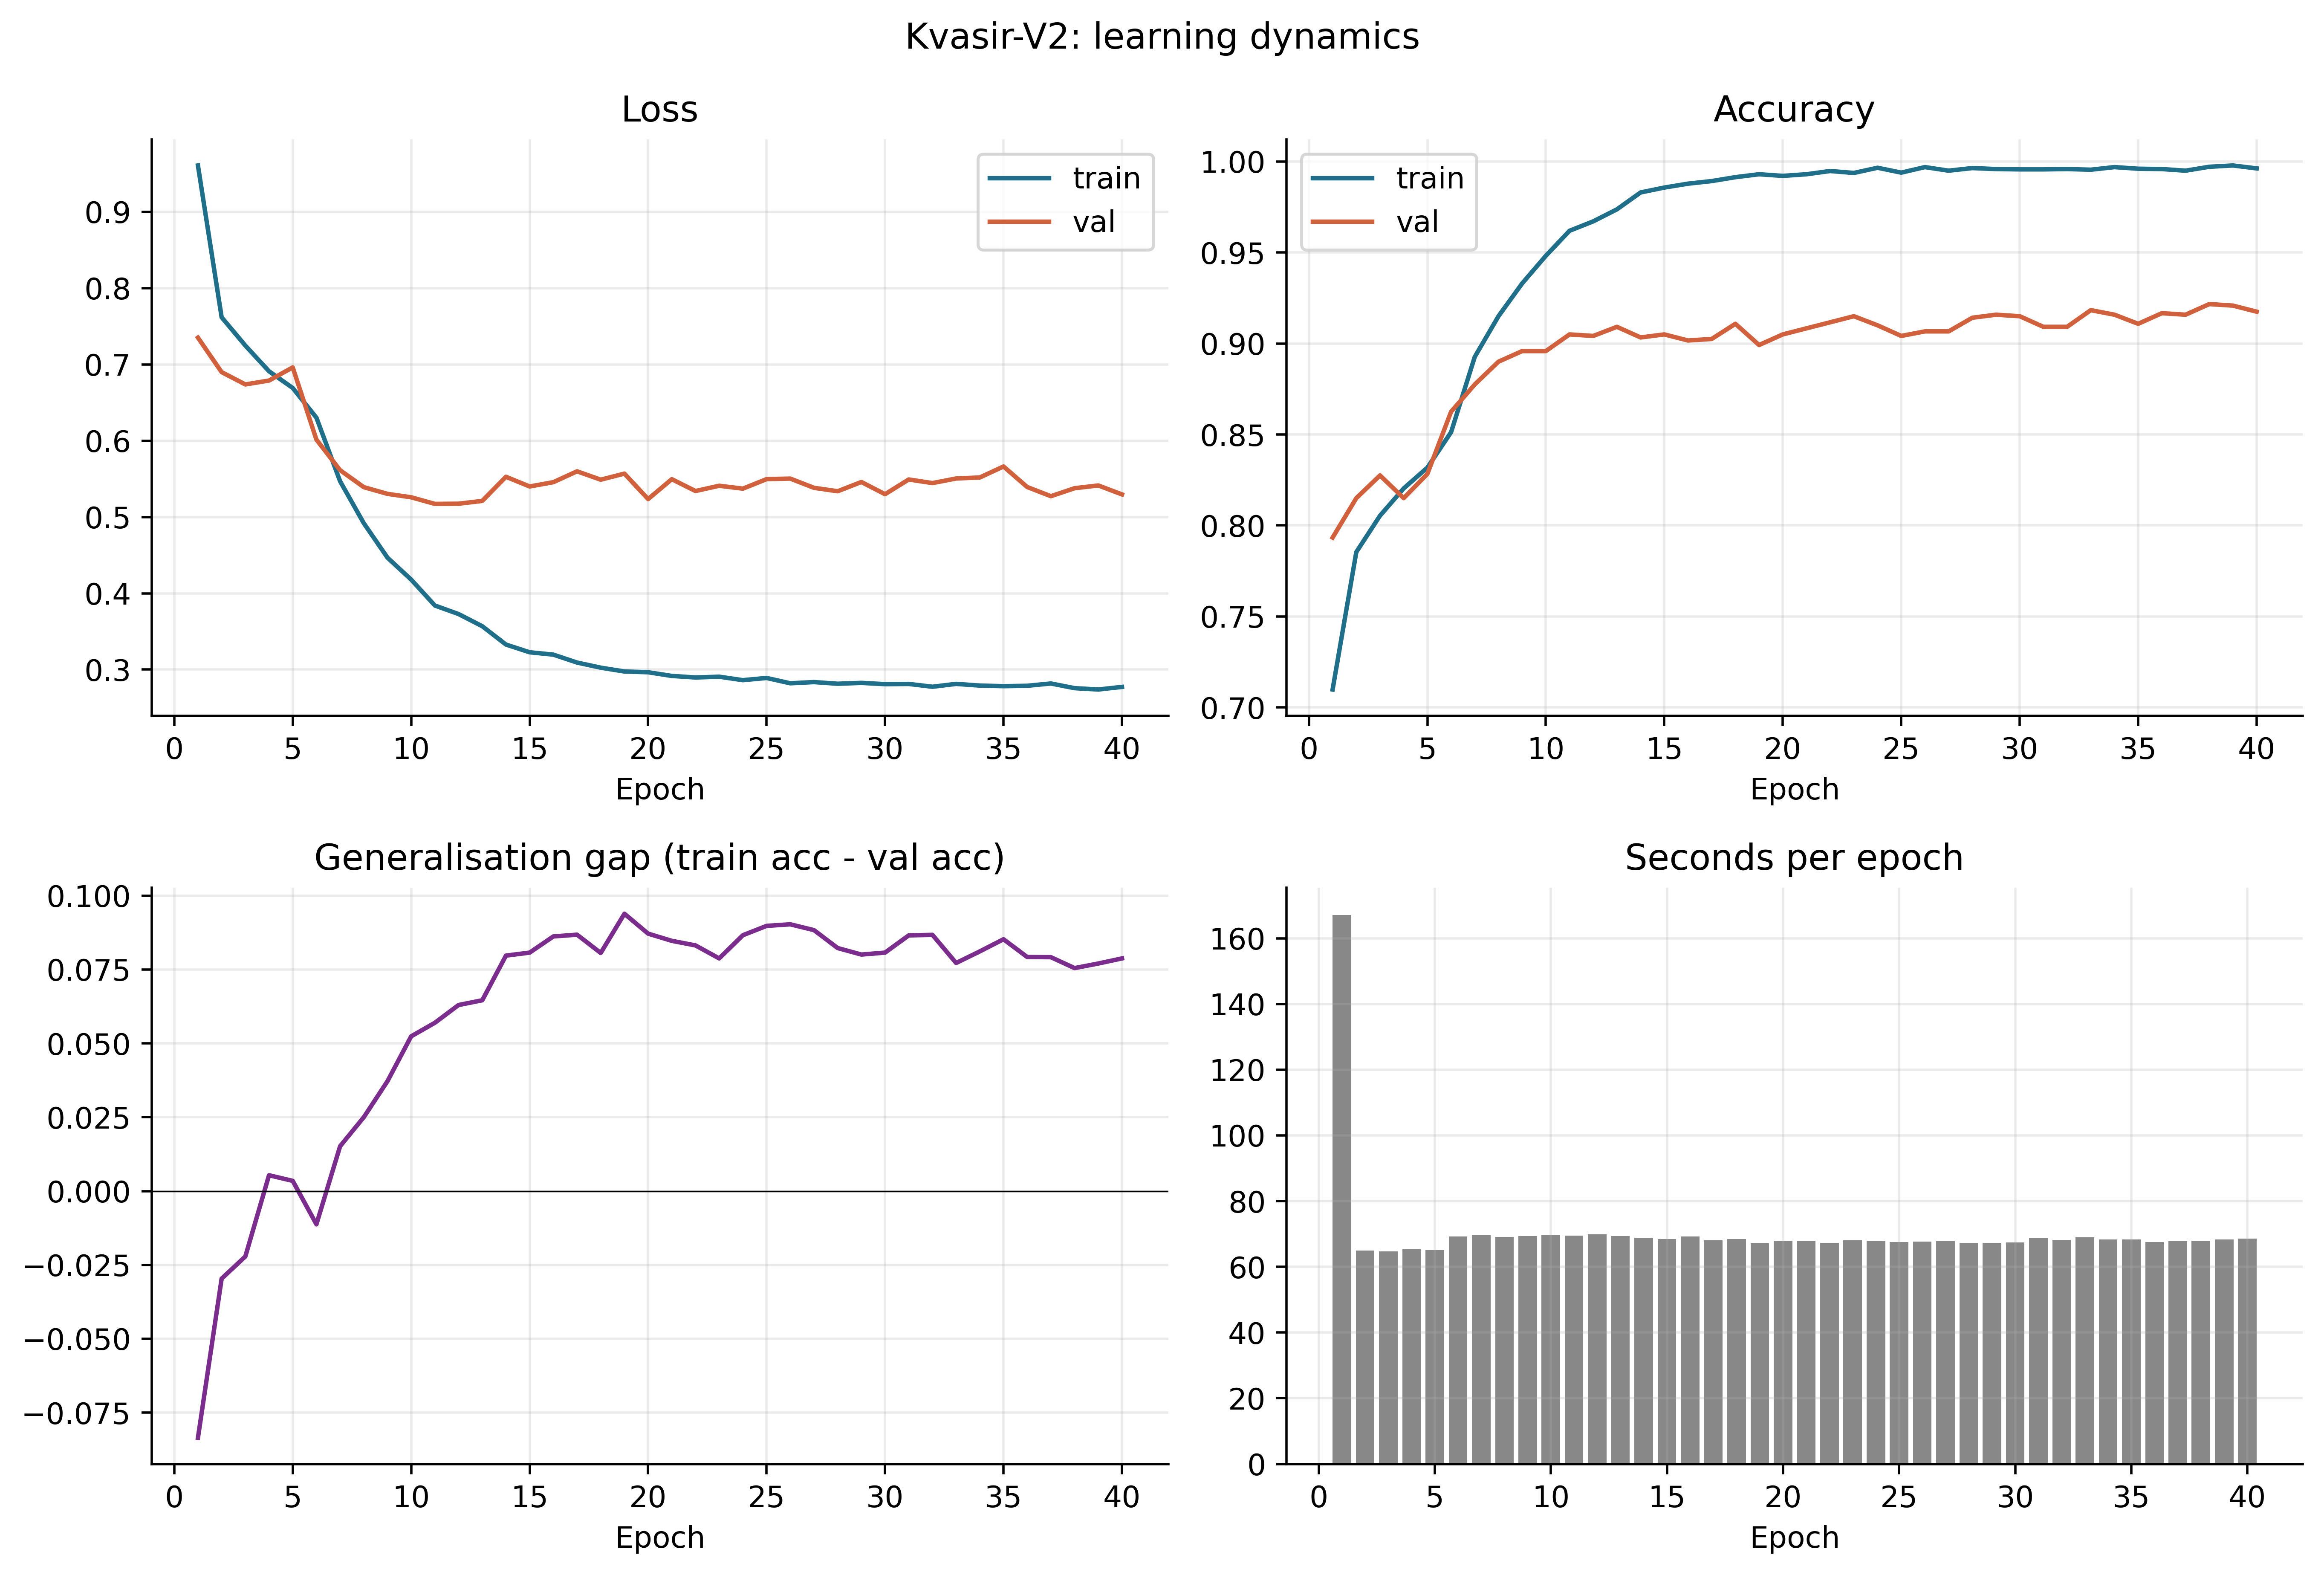 Kvasir-V2: learning dynamics
Loss
train
val
0.9
0.8
0.7
0.6
0.5
0.4
0.3
0 5 10 15 20 25 30 35 40
Epoch
Accuracy
train
val
1.00
0.95
0.90
0.85
0.80
0.75
0.70
0 5 10 15 20 25 30 35 40
Epoch
Generalisation gap (train acc - val acc)
0.100
0.075
0.050
0.025
0.000
−0.025
−0.050
−0.075
0 5 10 15 20 25 30 35 40
Epoch
Seconds per epoch
160
140
120
100
80
60
40
20
0
0 5 10 15 20 25 30 35 40
Epoch